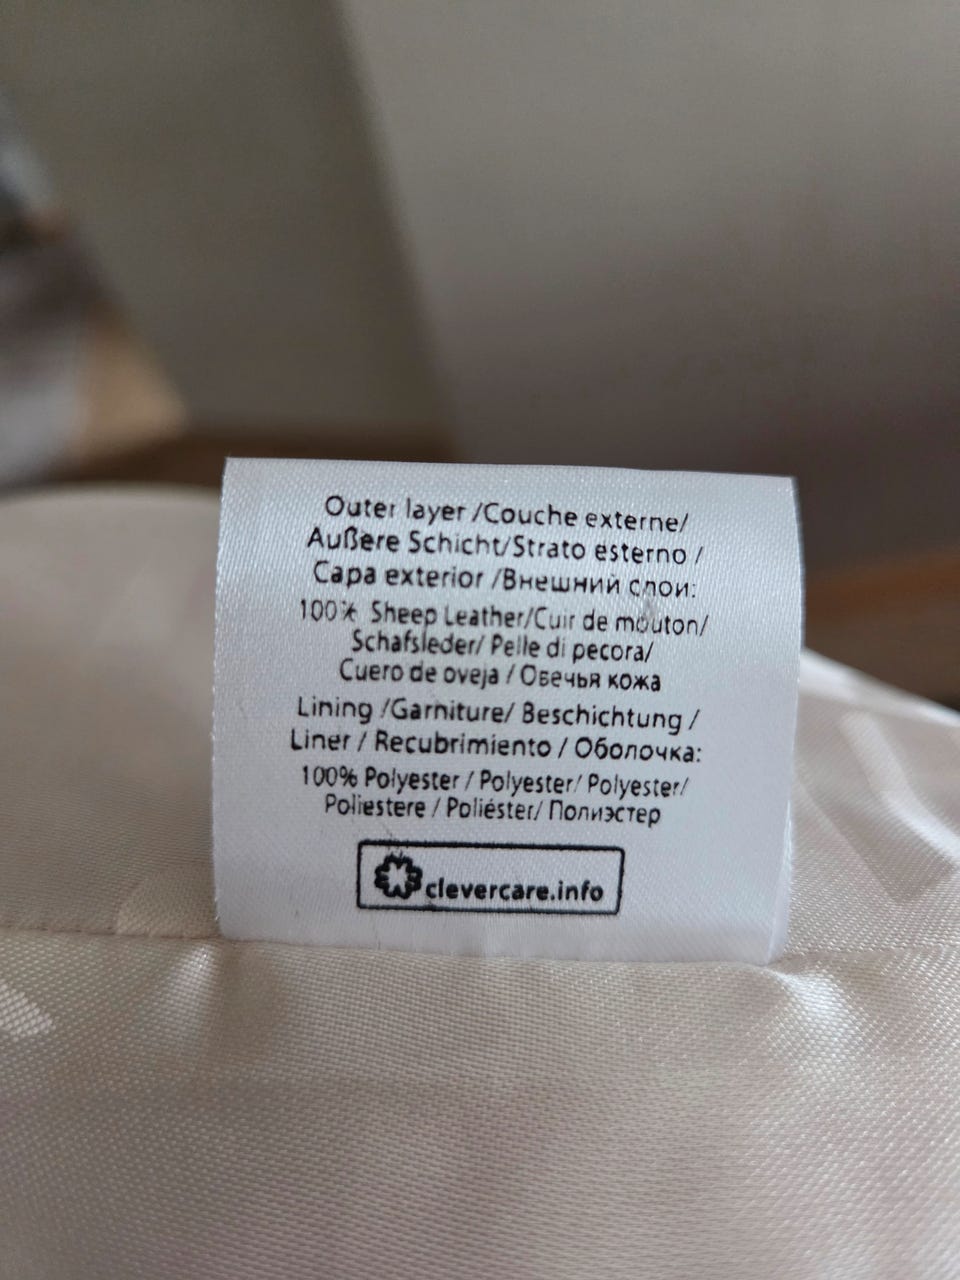 Outer layer /Couche externe/
Außere Schicht/Strato esterno /
Capa exterior /Внешний слои:
100% Sheep Leather/Cuir de mouton/
Schafsleder/ Pelle di pecora/
Cuero de oveja / Овечья кожа
Lining /Garniture/ Beschichtung /
Liner / Recubrimiento / Оболочка:
100% Polyester / Polyester/ Polyester/
Poliestere / Poliéster/ Полиэстер
clevercare.info